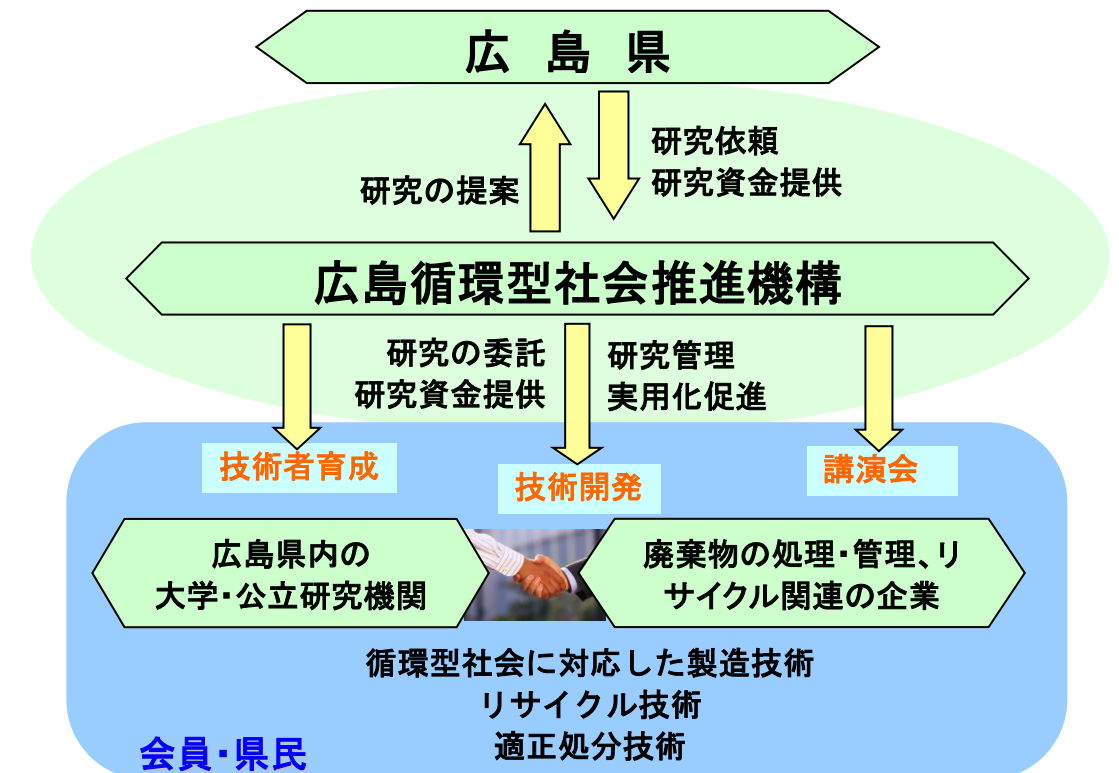 広島県
研究の提案
研究依頼
研究資金提供
広島循環型社会推進機構
研究の委託
研究資金提供
研究管理
実用化促進
技術者育成
技術開発
講演会
広島県内の
大学・公立研究機関
廃棄物の処理・管理、リ
サイクル関連の企業
循環型社会に対応した製造技術
リサイクル技術
適正処分技術
会員・県民